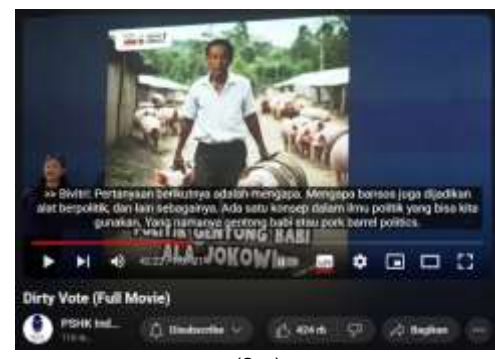 >> Bivitri: Pertanyaan berikutnya adalah mengapa. Mengapa bansos juga dijadikan
alat berpolitik, dan lain sebagainya. Ada satu konsep dalam ilmu politik yang bisa kita
gunakan. Yang namanya gentong babi atau pork barrel politics.
POLITIK GENTONG BABI
ALA JOKOWI
Dirty Vote (Full Movie)
PSHK Ind...
424 rb
Bagikan